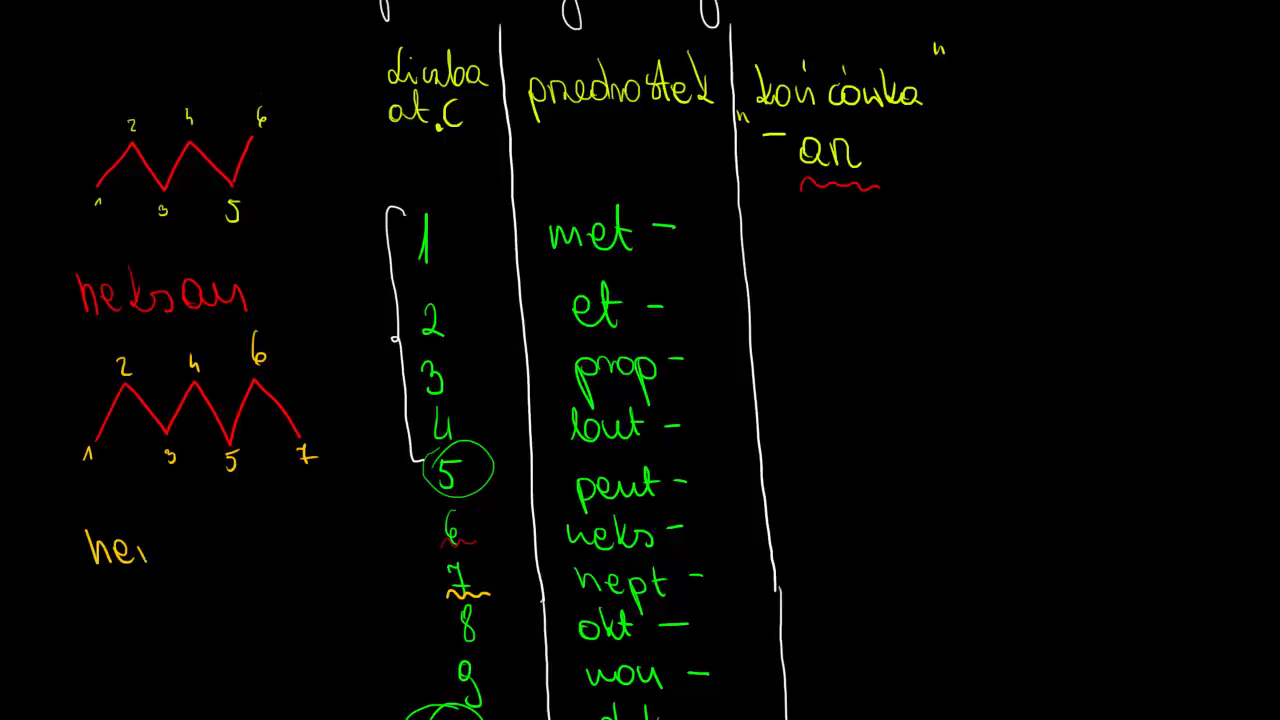 liczba przedrostek "końcówka"
at. C - an
2 4 6
1 3 5
heksan
2 4 6
1 3 5 7
hep
1 met -
2 et -
3 prop -
4 but -
5 pent -
6 heks -
7 hept -
8 okt -
9 non -